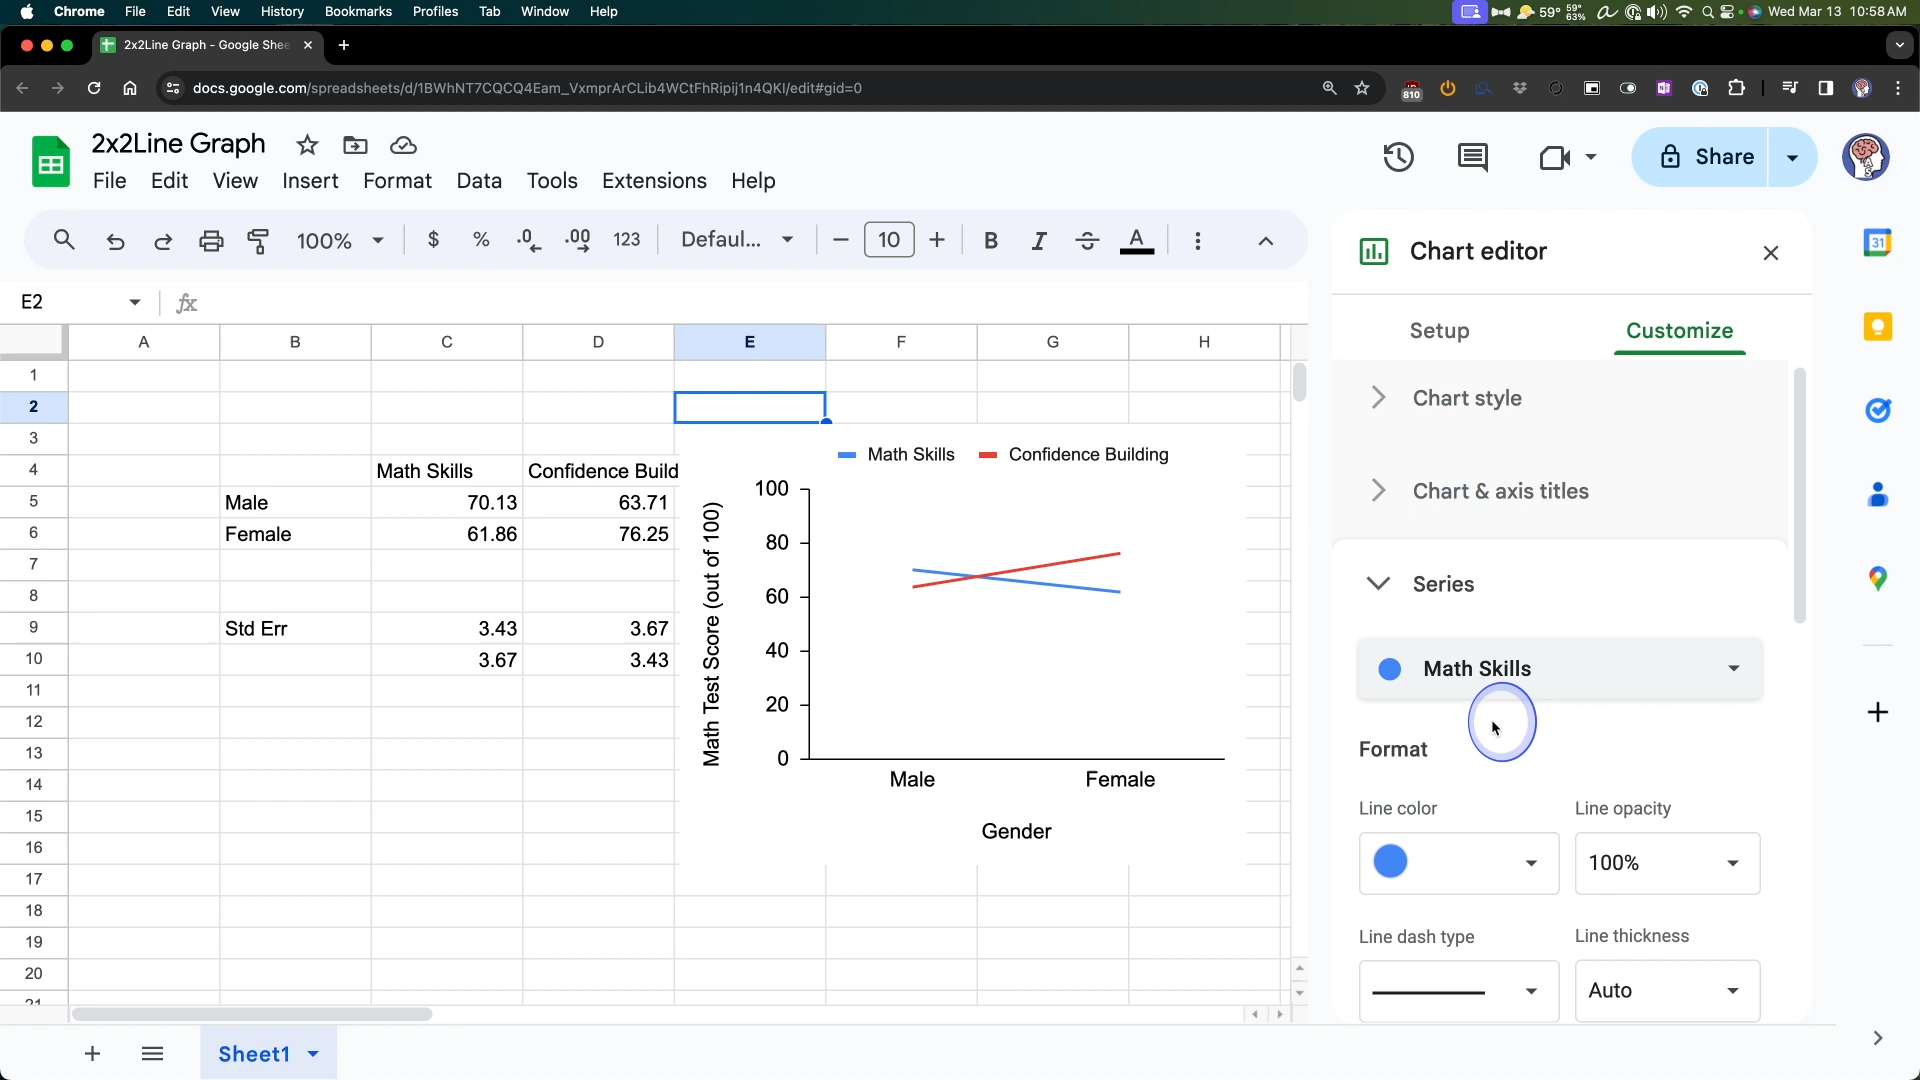 Chrome File Edit View History Bookmarks Profiles Tab Window Help 59° 59° 63% Wed Mar 13 10:58 AM
2x2Line Graph - Google Shee
docs.google.com/spreadsheets/d/1BWhNT7CQCQ4Eam_VxmprArCLib4WCtFhRipij1n4QKI/edit#gid=0 810
2x2Line Graph
File Edit View Insert Format Data Tools Extensions Help
Share
31
100% $ % .0 .00 123 Defaul... 10 B I A
E2 fx
A B C D E F G H
1
2
3
4 Math Skills Confidence Build
5 Male 70.13 63.71
6 Female 61.86 76.25
7
8
9 Std Err 3.43 3.67
10 3.67 3.43
11
12
13
14
15
16
17
18
19
20
21
Math Skills Confidence Building
Math Test Score (out of 100)
100
80
60
40
20
0
Male Female
Gender
Chart editor
Setup Customize
Chart style
Chart & axis titles
Series
Math Skills
Format
Line color Line opacity
100%
Line dash type Line thickness
Auto
Sheet1